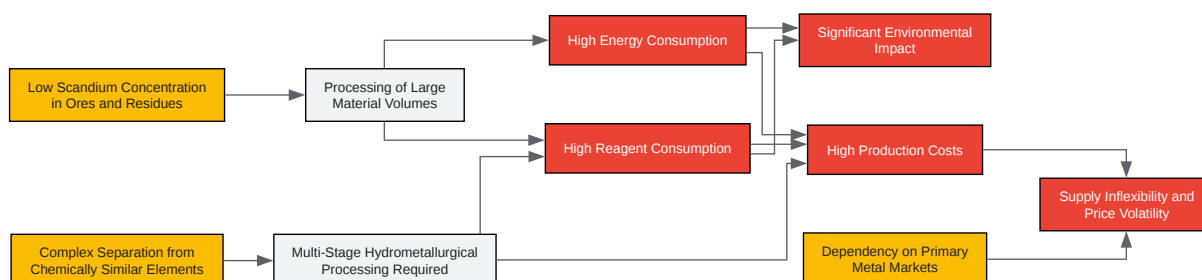 High Energy Consumption
Significant Environmental
Impact
Low Scandium Concentration
in Ores and Residues
Processing of Large
Material Volumes
High Reagent Consumption
High Production Costs
Supply Inflexibility and
Price Volatility
Complex Separation from
Chemically Similar Elements
Multi-Stage Hydrometallurgical
Processing Required
Dependency on Primary
Metal Markets